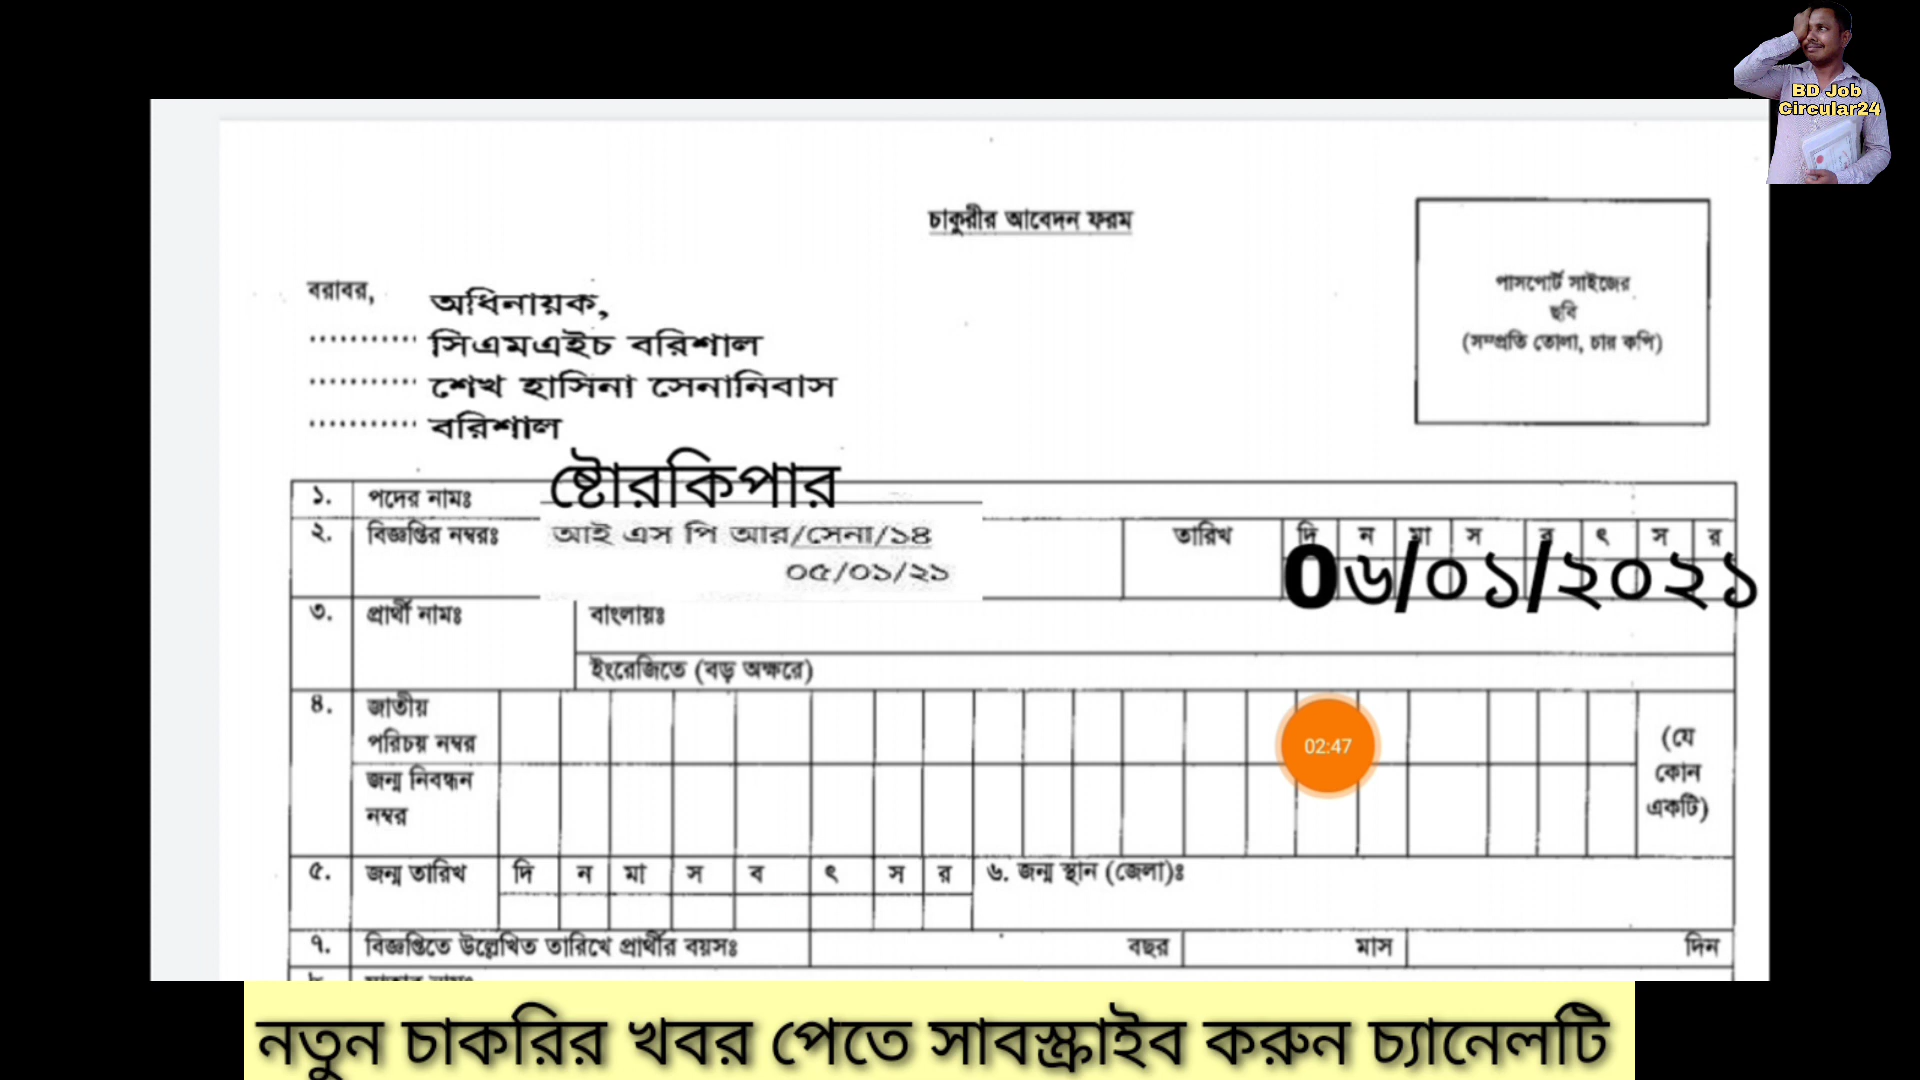 BD Job
Circular24
চাকুরীর আবেদন ফরম
পাসপোর্ট সাইজের
ছবি
(সম্প্রতি তোলা, চার কপি)
বরাবর,
অধিনায়ক,
........... সিএমএইচ বরিশাল
........... শেখ হাসিনা সেনানিবাস
........... বরিশাল
১. পদের নামঃ ষ্টোরকিপার
২. বিজ্ঞপ্তির নম্বরঃ আই এস পি আর/সেনা/১৪ তারিখ দি ন মা স ব ৎ স র
০৫/০১/২১ 0৬/০১/২০২১
৩. প্রার্থী নামঃ বাংলায়ঃ
ইংরেজিতে (বড় অক্ষরে)
৪. জাতীয়
পরিচয় নম্বর
জন্ম নিবন্ধন
নম্বর
(যে
কোন
একটি)
02:47
৫. জন্ম তারিখ দি ন মা স ব ৎ স র ৬. জন্ম স্থান (জেলা)ঃ
৭. বিজ্ঞপ্তিতে উল্লেখিত তারিখে প্রার্থীর বয়সঃ বছর মাস দিন
নতুন চাকরির খবর পেতে সাবস্ক্রাইব করুন চ্যানেলটি